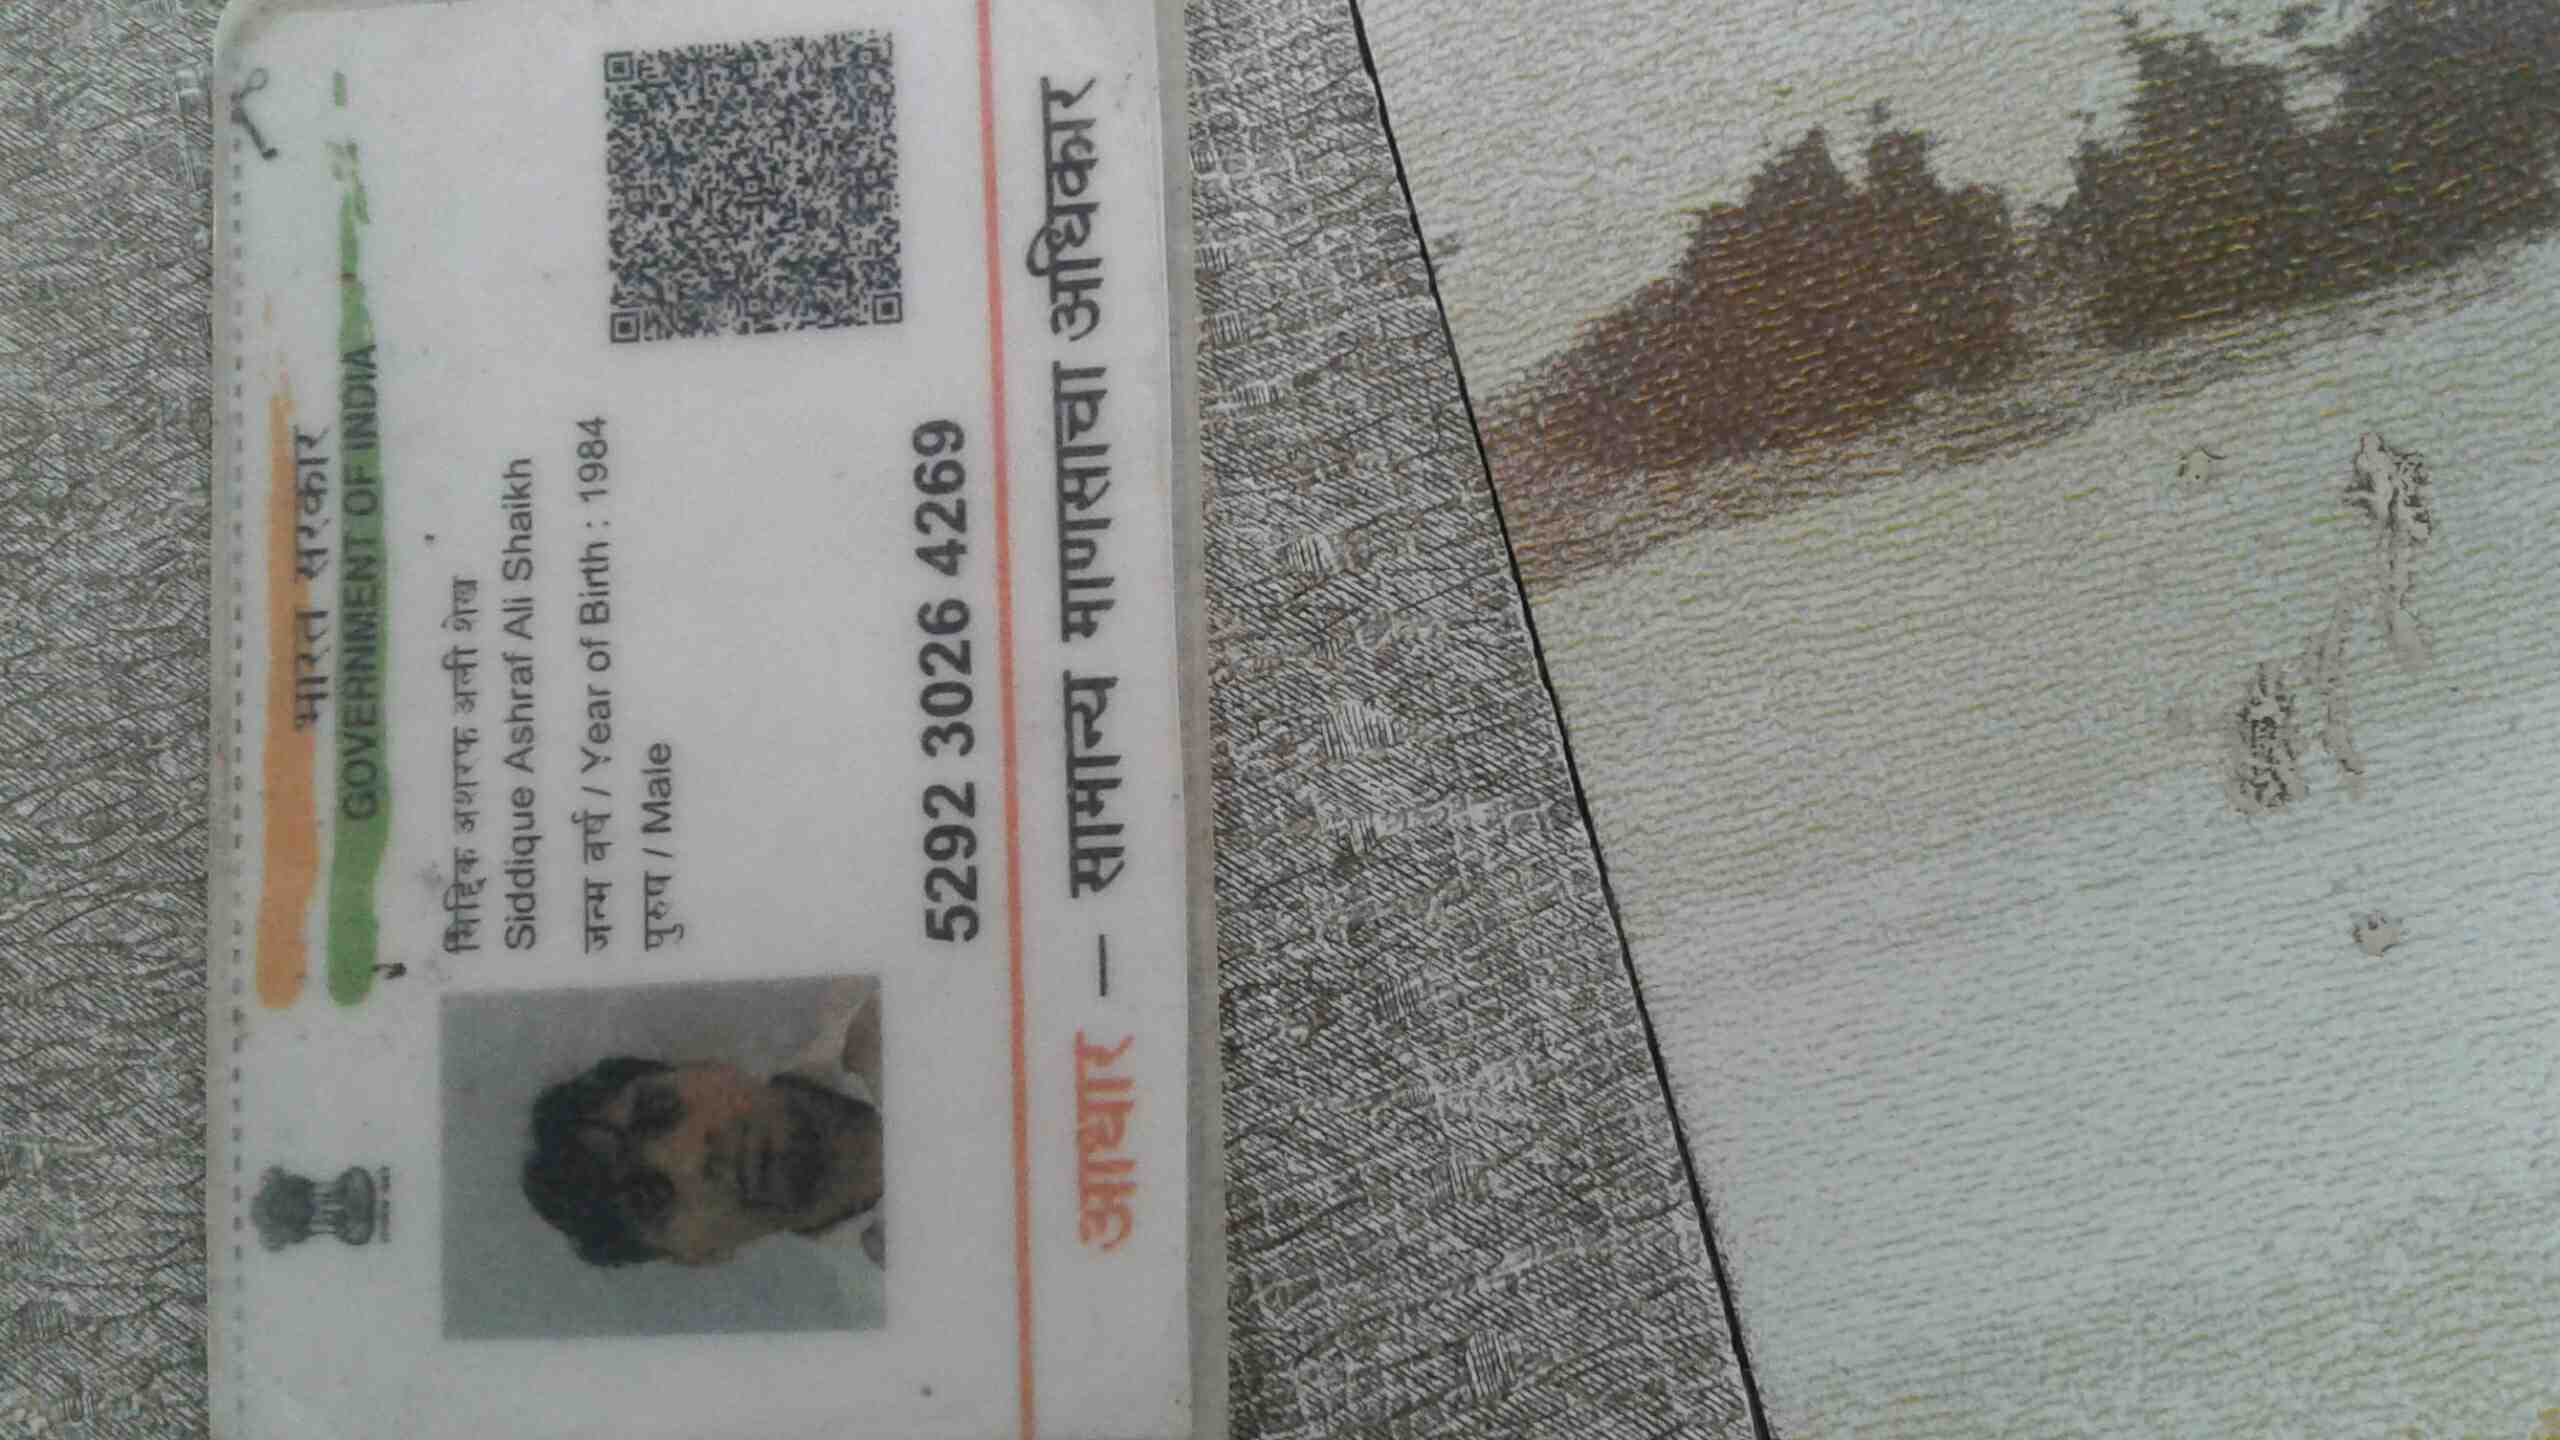 भारत सरकार
GOVERNMENT OF INDIA
सिद्दिक अशरफ अली शेख
Siddique Ashraf Ali Shaikh
जन्म वर्ष / Year of Birth : 1984
पुरुष / Male
5292 3026 4269
आधार – सामान्य माणसाचा अधिकार